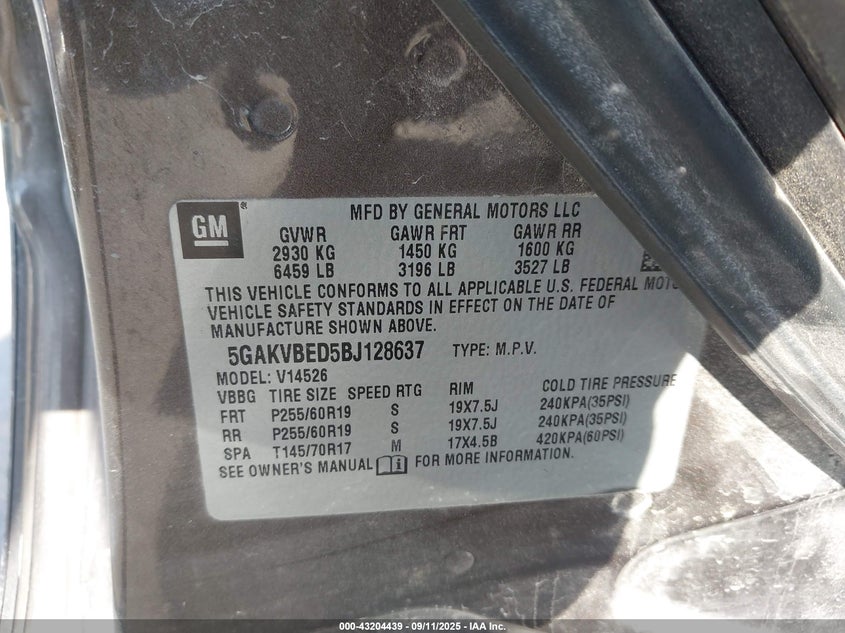 GM ®
MFD BY GENERAL MOTORS LLC
GVWR GAWR FRT GAWR RR
2930 KG 1450 KG 1600 KG
6459 LB 3196 LB 3527 LB
THIS VEHICLE CONFORMS TO ALL APPLICABLE U.S. FEDERAL
VEHICLE SAFETY STANDARDS IN EFFECT ON THE DATE OF
MANUFACTURE SHOWN ABOVE.
5GAKVBED5BJ128637 TYPE: M.P.V.
MODEL: V14526
VBBG TIRE SIZE SPEED RTG RIM COLD TIRE PRESSURE
FRT P255/60R19 S 19X7.5J 240KPA(35PSI)
RR P255/60R19 S 19X7.5J 240KPA(35PSI)
SPA T145/70R17 M 17X4.5B 420KPA(60PSI)
SEE OWNER'S MANUAL FOR MORE INFORMATION.
000-43204439 - 09/11/2025 - IAA Inc.